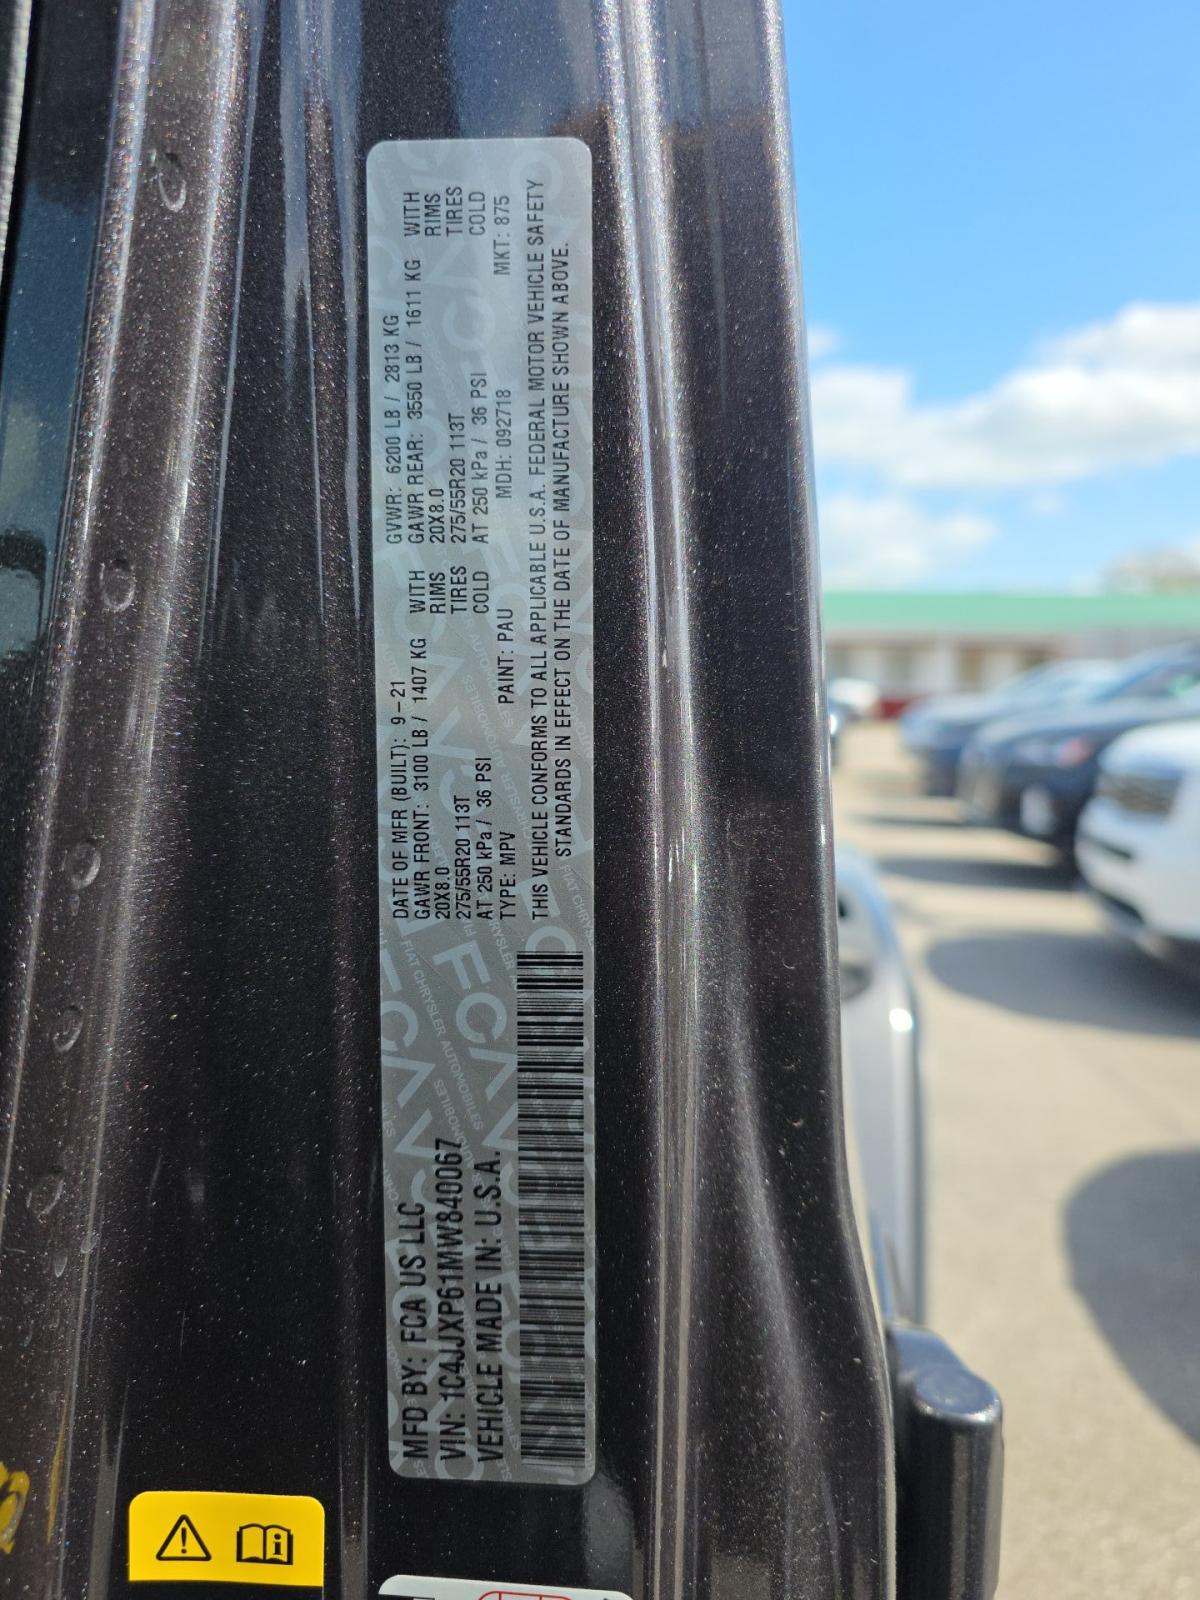 MFD BY: FCA US LLC
VIN: 1C4JJXP61MW840067
VEHICLE MADE IN: U.S.A.
DATE OF MFR (BUILT): 9-21 GVWR: 6200 LB / 2813 KG
GAWR FRONT: 3100 LB / 1407 KG WITH GAWR REAR: 3550 LB / 1611 KG WITH
20X8.0 RIMS 20X8.0 RIMS
275/55R20 113T TIRES 275/55R20 113T TIRES
AT 250 kPa / 36 PSI COLD AT 250 kPa / 36 PSI COLD
TYPE: MPV PAINT: PAU MDH: 092718 MKT: 875
THIS VEHICLE CONFORMS TO ALL APPLICABLE U.S.A. FEDERAL MOTOR VEHICLE SAFETY
STANDARDS IN EFFECT ON THE DATE OF MANUFACTURE SHOWN ABOVE.
FCA
FIAT CHRYSLER AUTOMOBILES